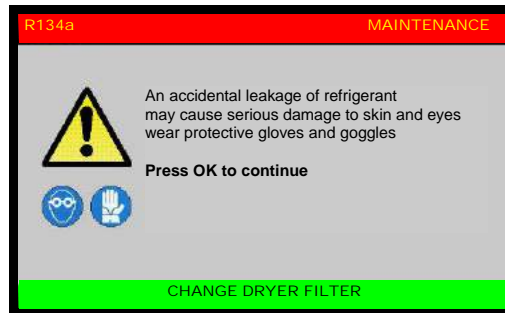 R134a MAINTENANCE
An accidental leakage of refrigerant
may cause serious damage to skin and eyes
wear protective gloves and goggles
Press OK to continue
CHANGE DRYER FILTER